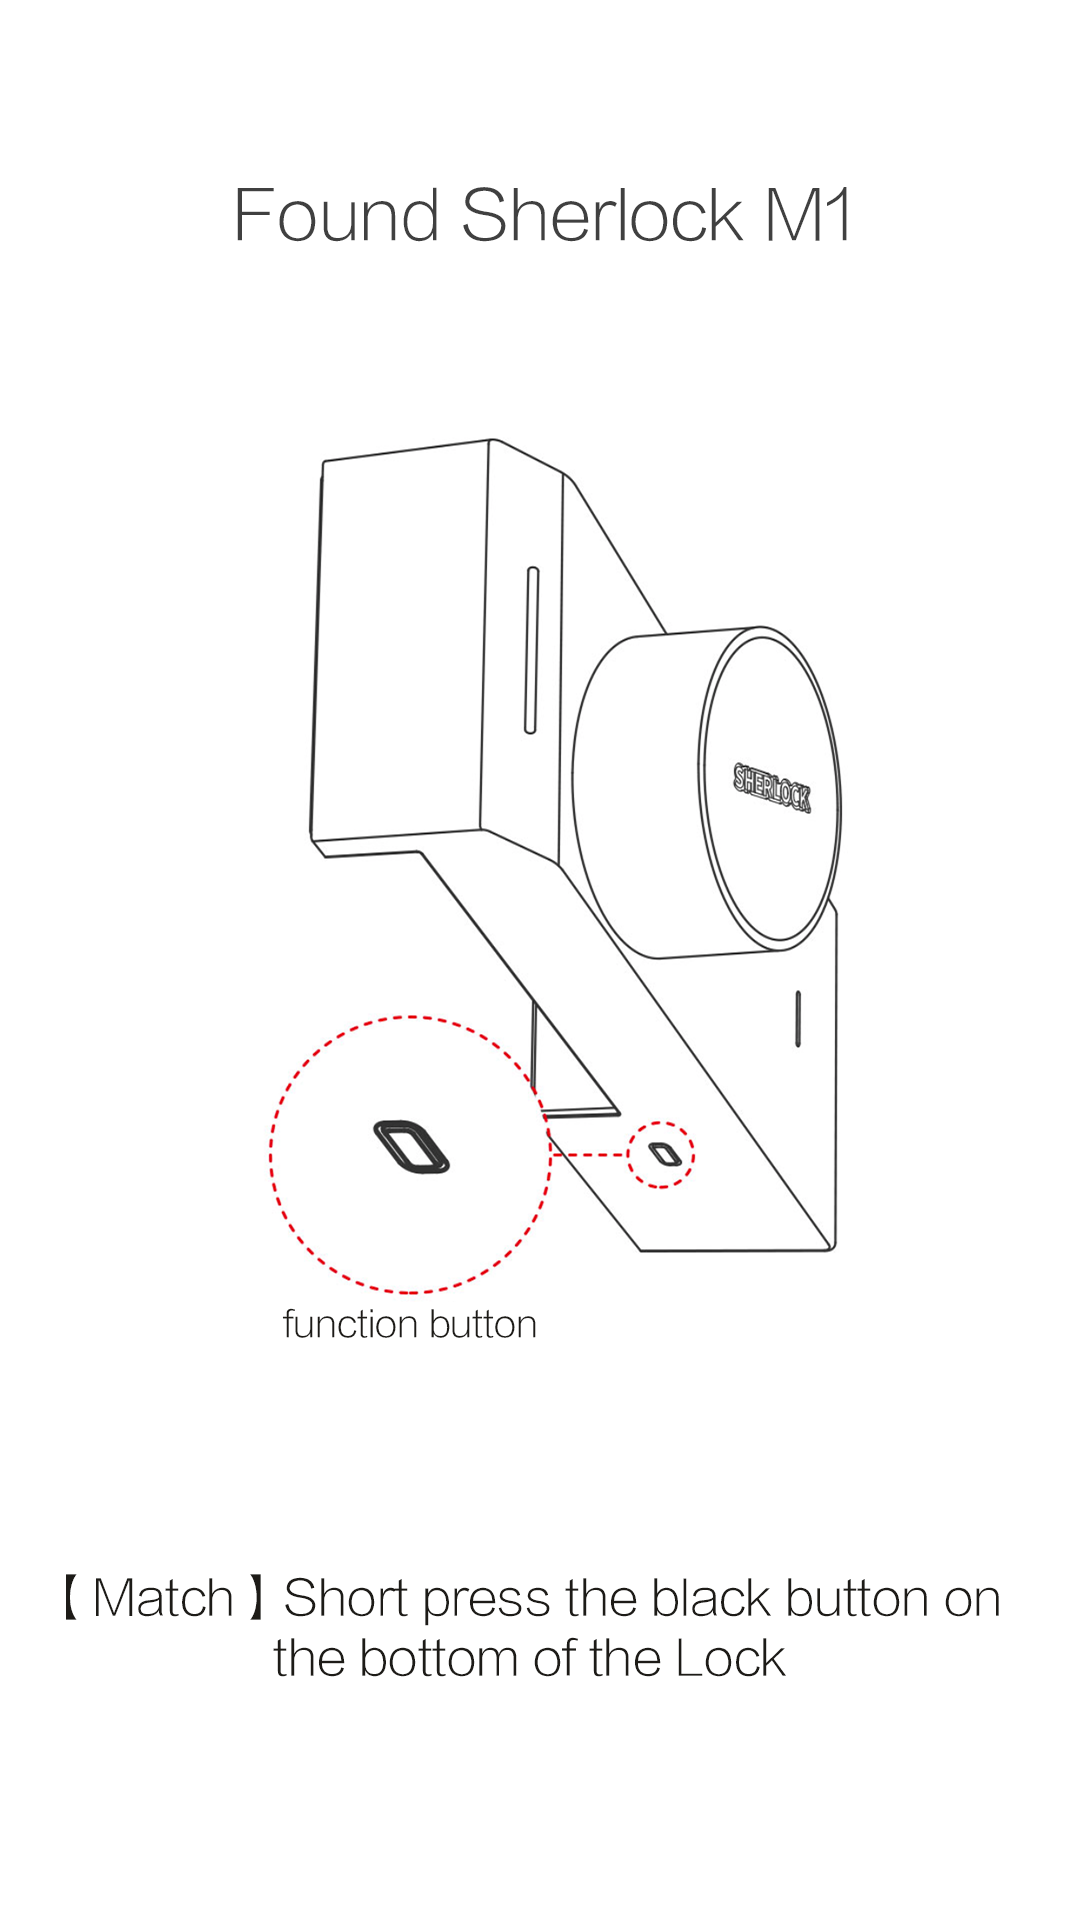 Found Sherlock M1
SHERLOCK
function button
【Match】Short press the black button on
the bottom of the Lock